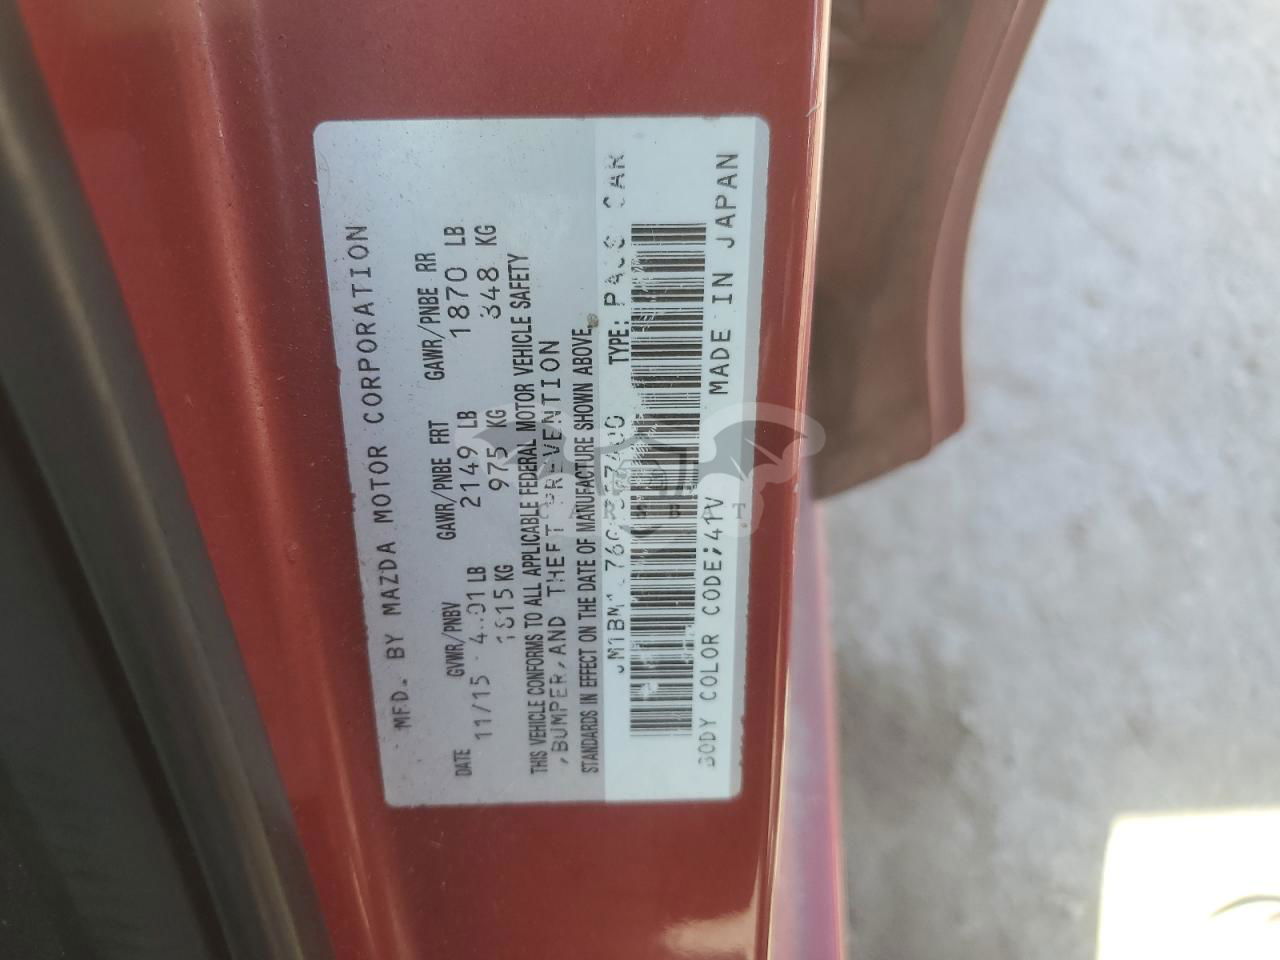 MFD. BY MAZDA MOTOR CORPORATION
DATE GVWR/PNBV GAWR/PNBE FRT GAWR/PNBE RR
11/15 LB 2149 LB 1870 LB
KG 975 KG 848 KG
THIS VEHICLE CONFORMS TO ALL APPLICABLE FEDERAL MOTOR VEHICLE SAFETY
,BUMPER,AND THEFT PREVENTION
STANDARDS IN EFFECT ON THE DATE OF MANUFACTURE SHOWN ABOVE.
TYPE: PASS CAR
BODY COLOR CODE;41V MADE IN JAPAN